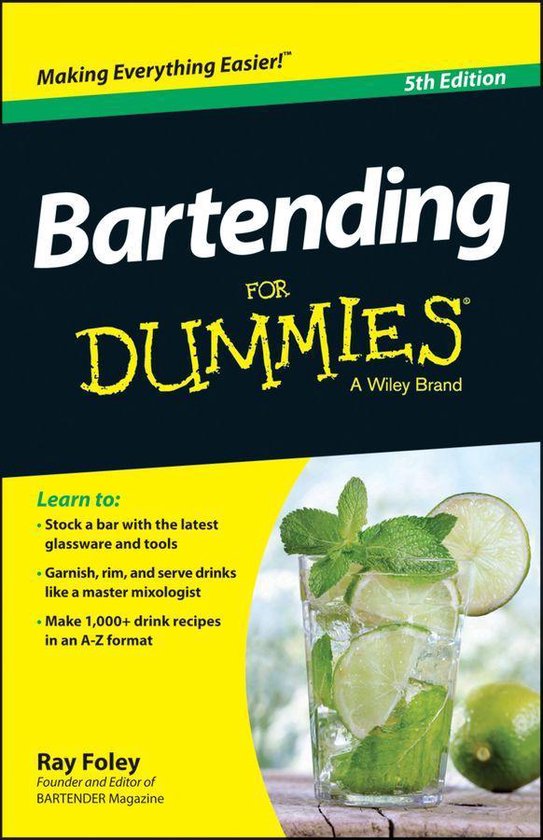 Making Everything Easier!™
5th Edition
Bartending
FOR
DUMMIES®
A Wiley Brand
Learn to:
• Stock a bar with the latest
glassware and tools
• Garnish, rim, and serve drinks
like a master mixologist
• Make 1,000+ drink recipes
in an A-Z format
Ray Foley
Founder and Editor of
BARTENDER Magazine